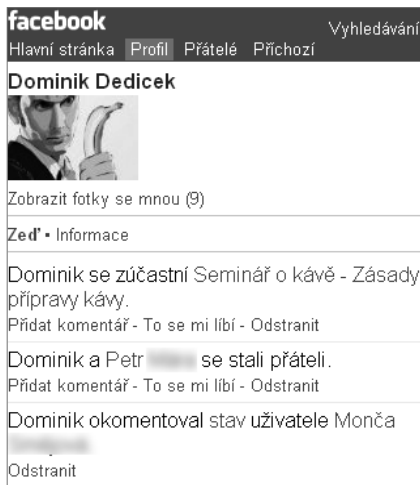 facebook
Vyhledávání
Hlavní stránka Profil Přátelé Příchozí
Dominik Dedicek
Zobrazit fotky se mnou (9)
Zeď ▪ Informace
Dominik se zúčastní Seminář o kávě - Zásady
přípravy kávy.
Přidat komentář - To se mi líbí - Odstranit
Dominik a Petr se stali přáteli.
Přidat komentář - To se mi líbí - Odstranit
Dominik okomentoval stav uživatele Monča
Odstranit